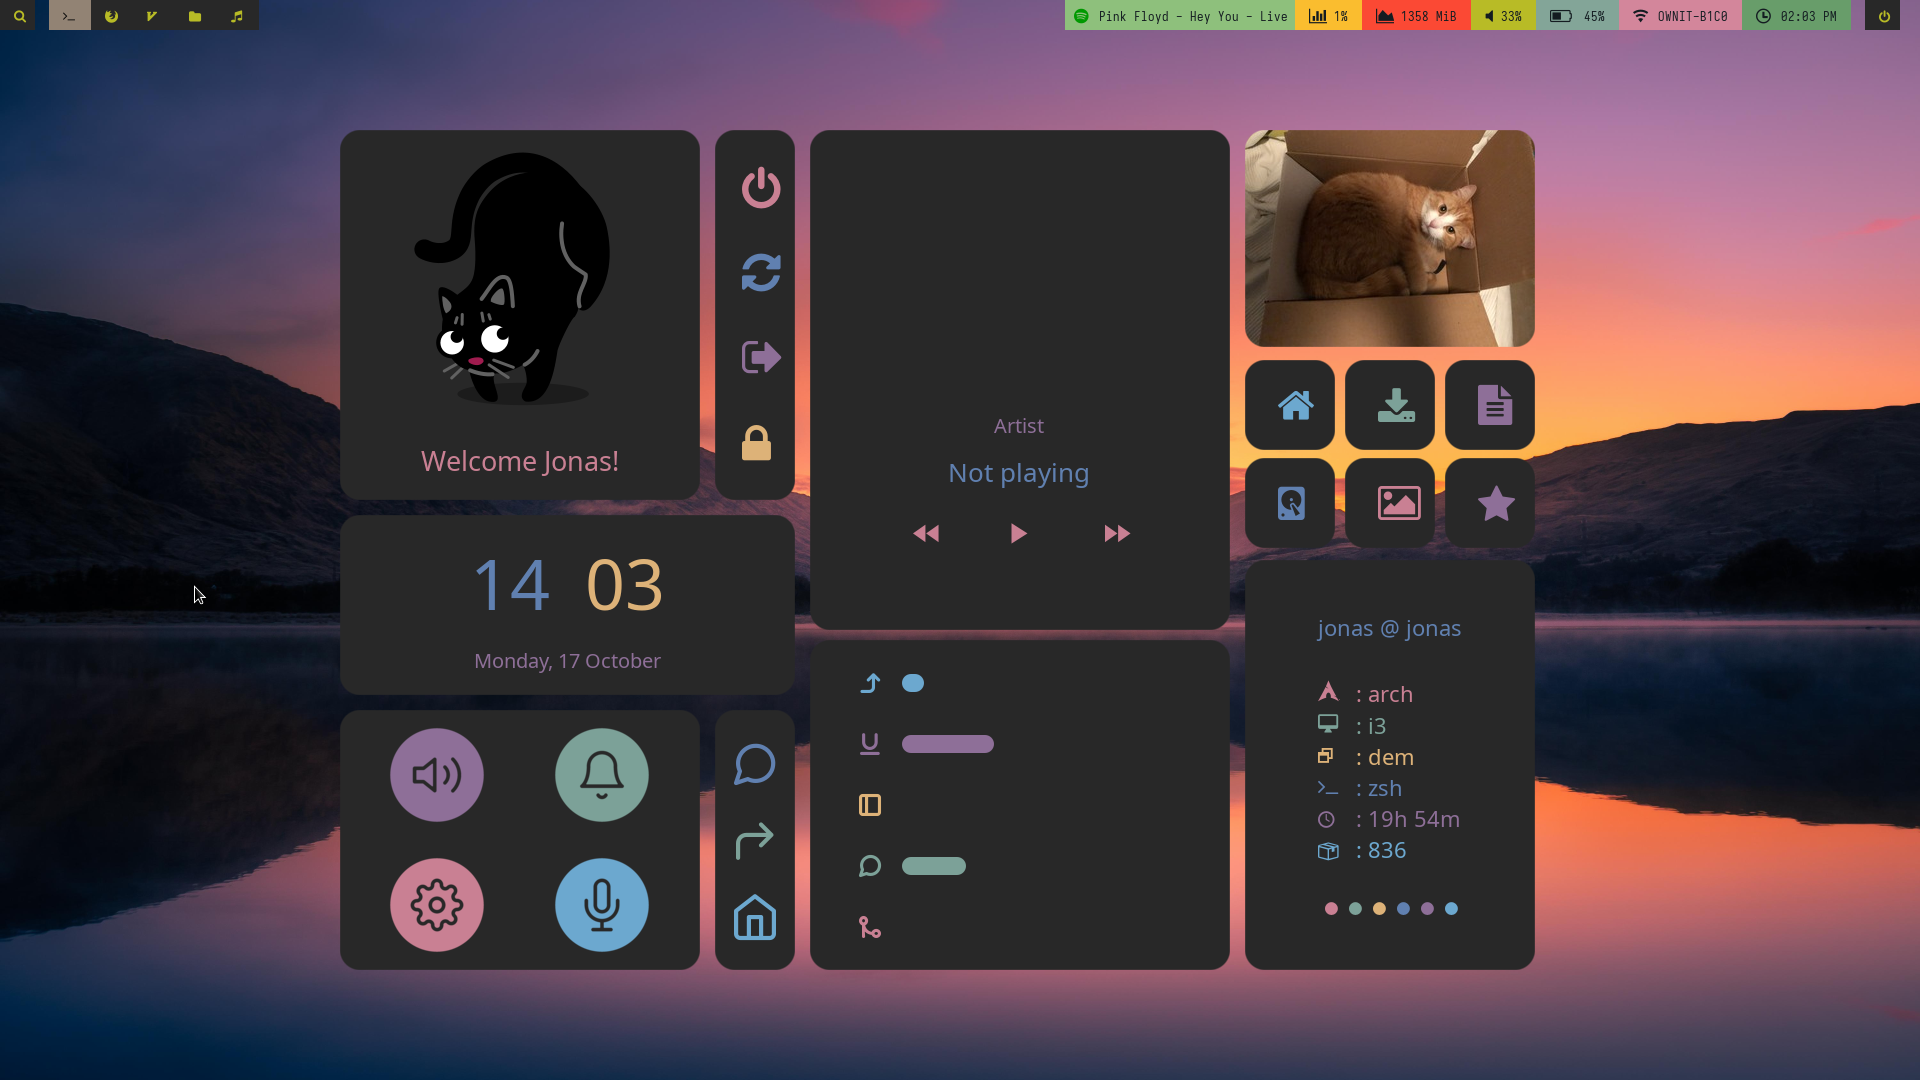 Pink Floyd - Hey You - Live
1%
1358 MiB
33%
45%
OWNIT-B1C0
02:03 PM
Welcome Jonas!
14 03
Monday, 17 October
Artist
Not playing
jonas @ jonas
: arch
: i3
: dem
: zsh
: 19h 54m
: 836